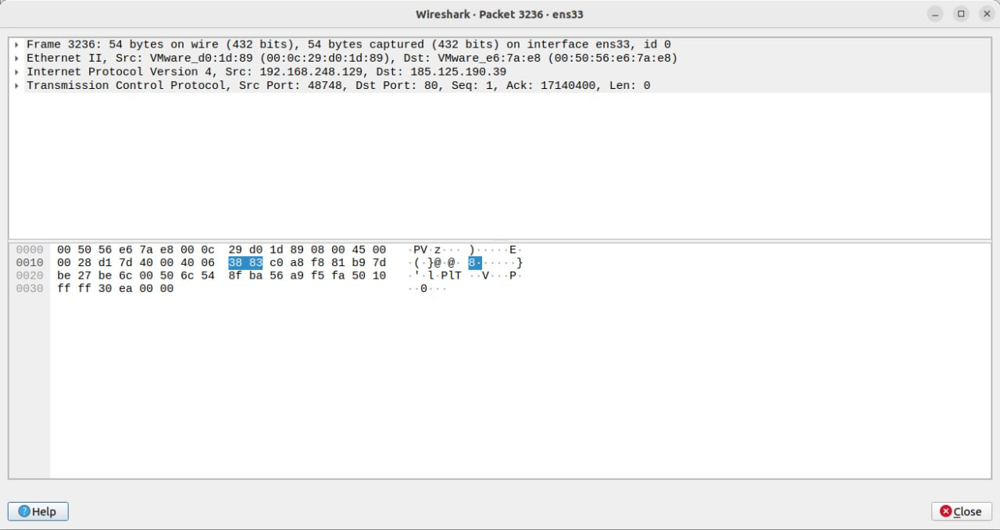 Wireshark · Packet 3236 · ens33
Frame 3236: 54 bytes on wire (432 bits), 54 bytes captured (432 bits) on interface ens33, id 0
Ethernet II, Src: VMware_d0:1d:89 (00:0c:29:d0:1d:89), Dst: VMware_e6:7a:e8 (00:50:56:e6:7a:e8)
Internet Protocol Version 4, Src: 192.168.248.129, Dst: 185.125.190.39
Transmission Control Protocol, Src Port: 48748, Dst Port: 80, Seq: 1, Ack: 17140400, Len: 0
0000 00 50 56 e6 7a e8 00 0c 29 d0 1d 89 08 00 45 00 ·PV·z··· )·····E·
0010 00 28 d1 7d 40 00 40 06 38 83 c0 a8 f8 81 b9 7d ·(·}@·@· 8······}
0020 be 27 be 6c 00 50 6c 54 8f ba 56 a9 f5 fa 50 10 ·'·l·PlT ··V···P·
0030 ff ff 30 ea 00 00 ··0···
Help
Close